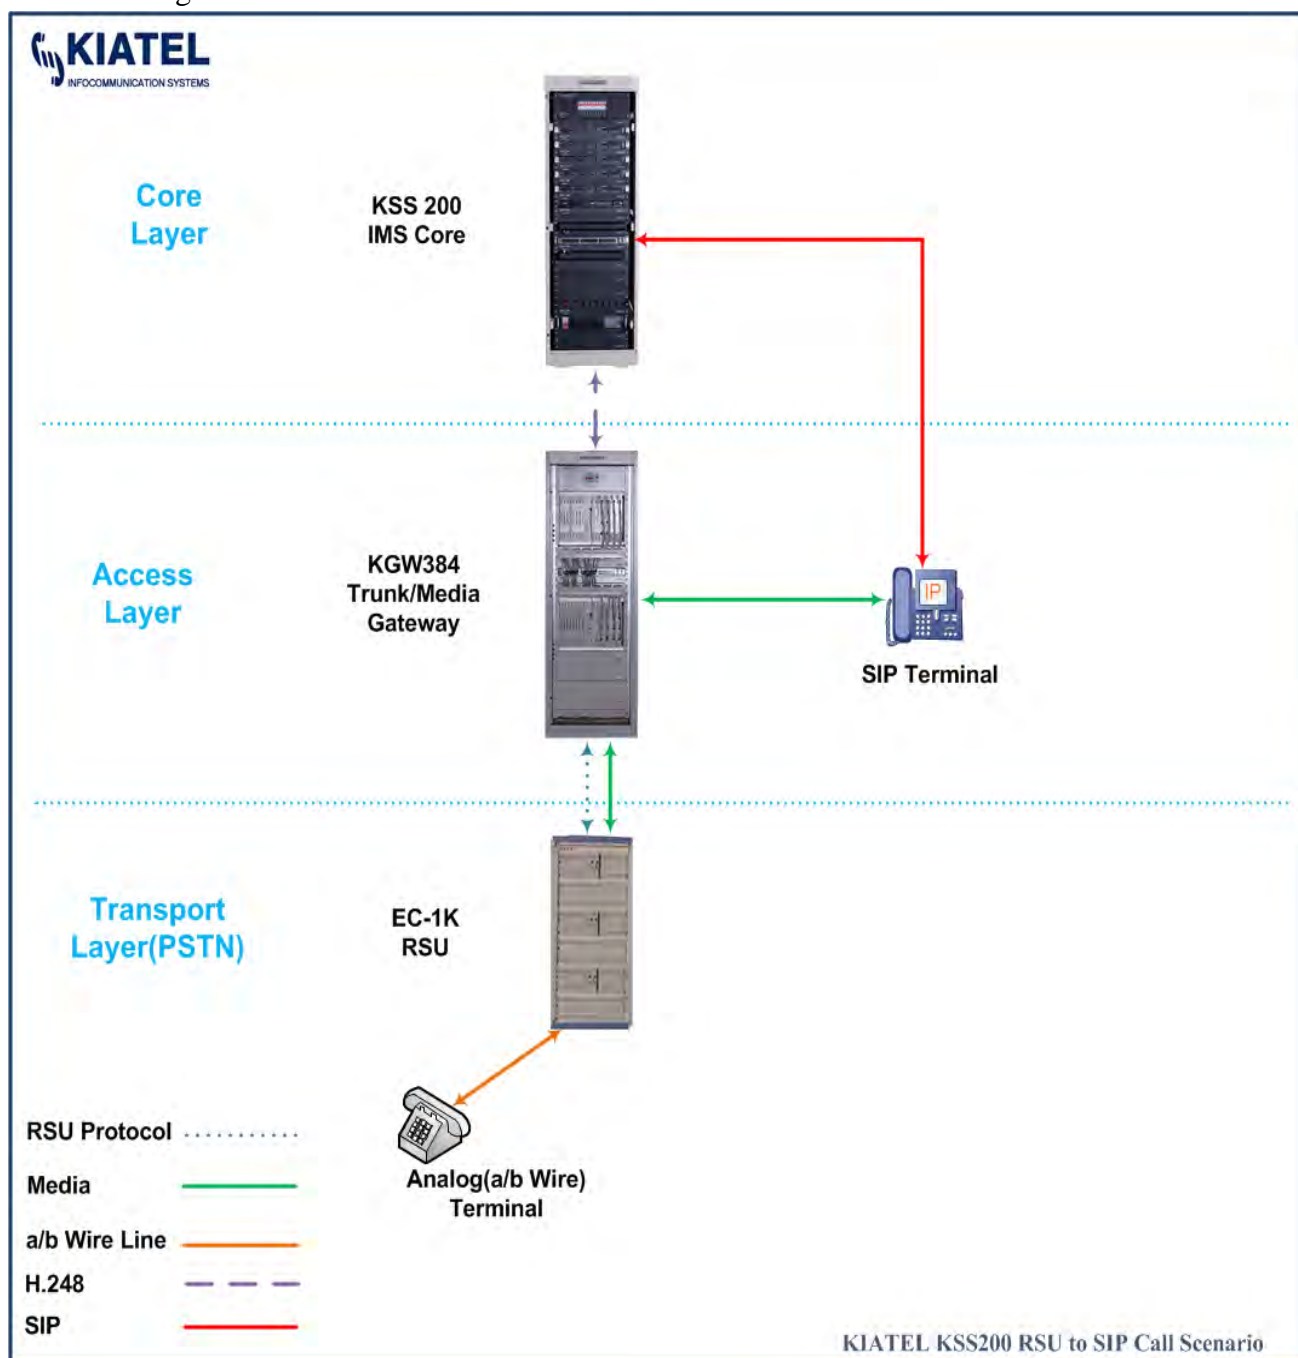 KIATEL
INFOCOMMUNICATION SYSTEMS
Core
Layer
KSS 200
IMS Core
Access
Layer
KGW384
Trunk/Media
Gateway
IP
SIP Terminal
Transport
Layer(PSTN)
EC-1K
RSU
Analog(a/b Wire)
Terminal
RSU Protocol
Media
a/b Wire Line
H.248
SIP
KIATEL KSS200 RSU to SIP Call Scenario